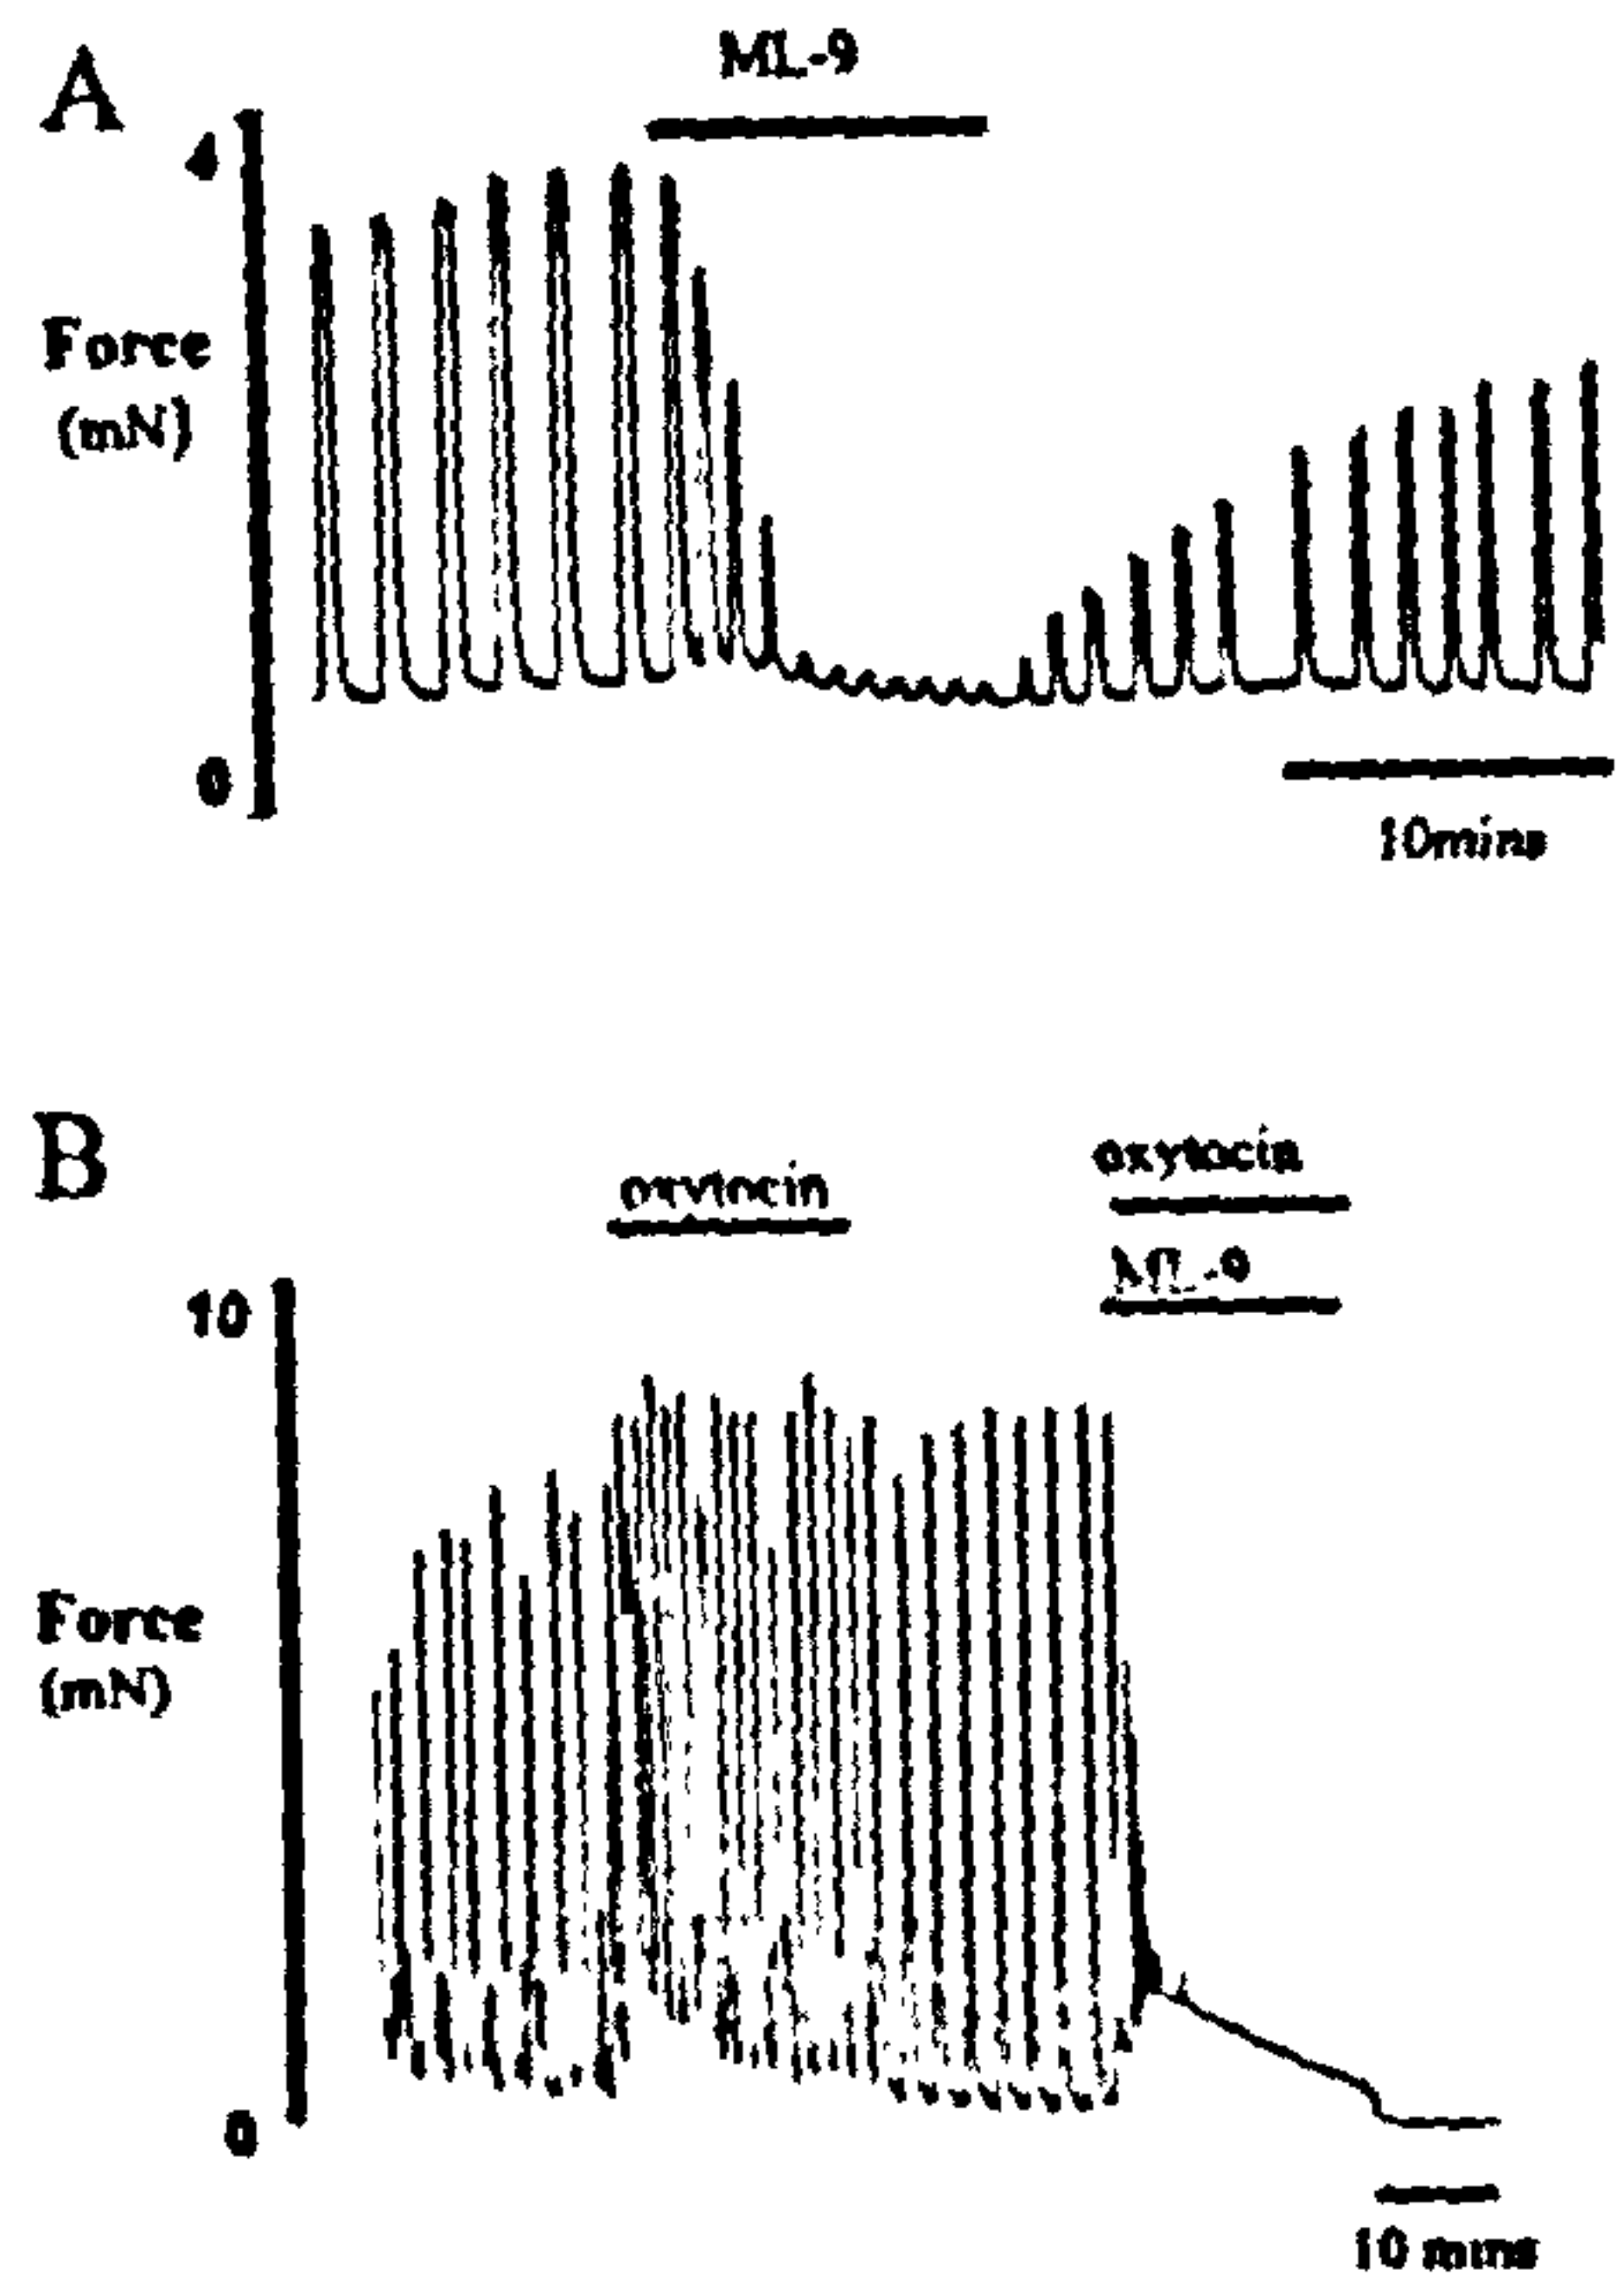 A
ML-9
4
Force
(mN)
0
10mins
B
oxytocin
oxytocin
ML-9
10
Force
(mN)
0
10 mins